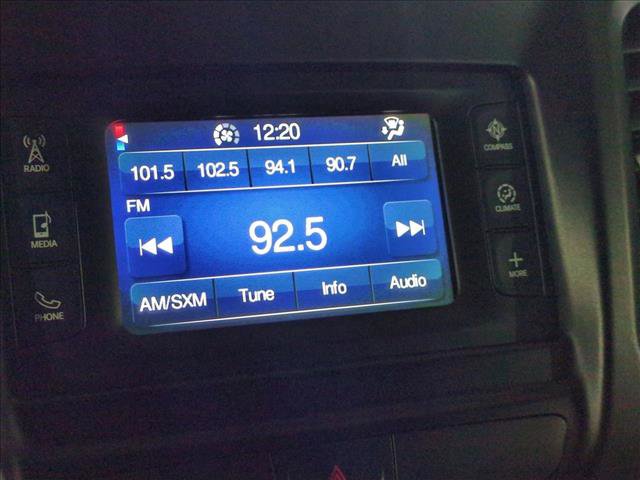 12:20
101.5 102.5 94.1 90.7 All
FM
92.5
AM/SXM Tune Info Audio
RADIO
MEDIA
PHONE
N
COMPASS
CLIMATE
MORE